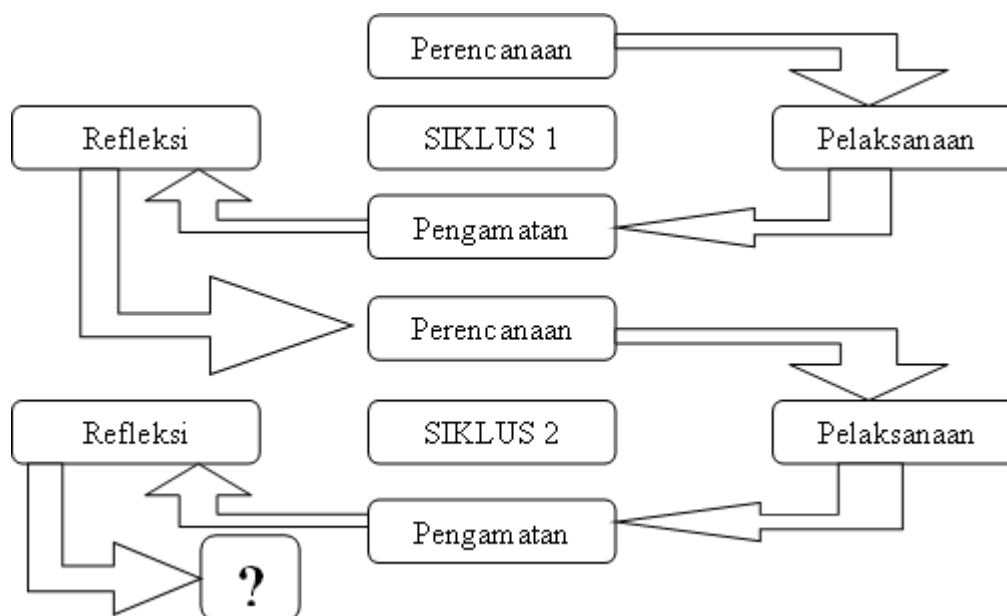 Perencanaan
Refleksi
SIKLUS 1
Pelaksanaan
Pengamatan
Perencanaan
Refleksi
SIKLUS 2
Pelaksanaan
Pengamatan
?